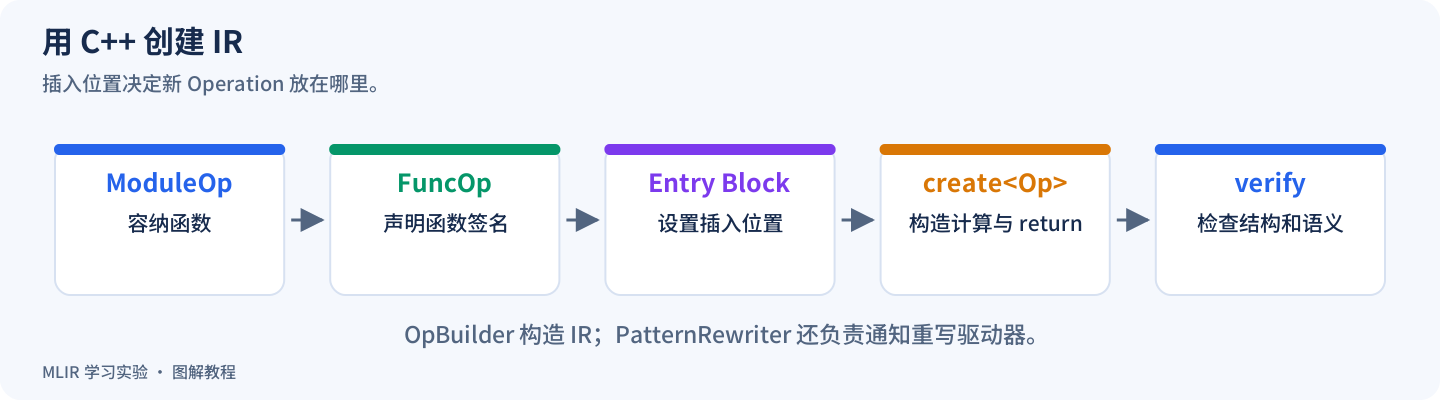 用 C++ 创建 IR
插入位置决定新 Operation 放在哪里。
ModuleOp
容纳函数
FuncOp
声明函数签名
Entry Block
设置插入位置
create<Op>
构造计算与 return
verify
检查结构和语义
OpBuilder 构造 IR；PatternRewriter 还负责通知重写驱动器。
MLIR 学习实验 · 图解教程